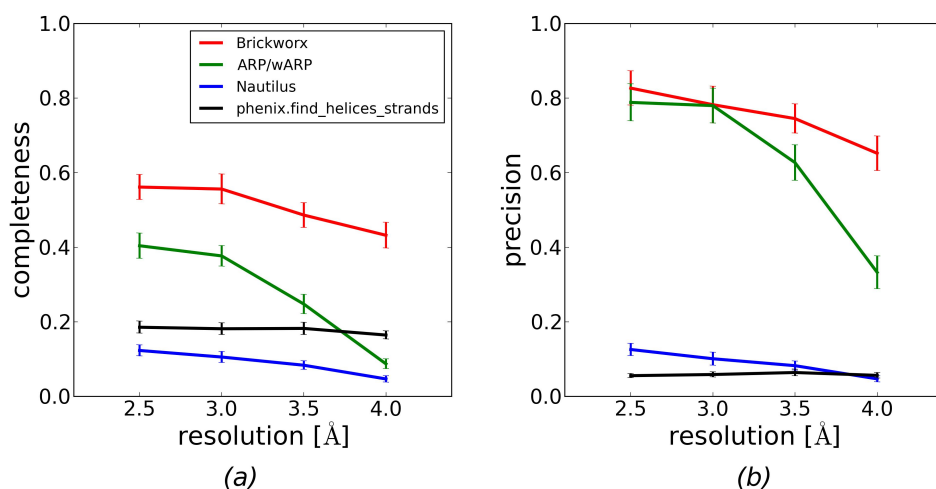 1.0
0.8
0.6
0.4
0.2
0.0
completeness
Brickworx
ARP/wARP
Nautilus
phenix.find_helices_strands
2.5 3.0 3.5 4.0
resolution [Å]
(a)
1.0
0.8
0.6
0.4
0.2
0.0
precision
2.5 3.0 3.5 4.0
resolution [Å]
(b)